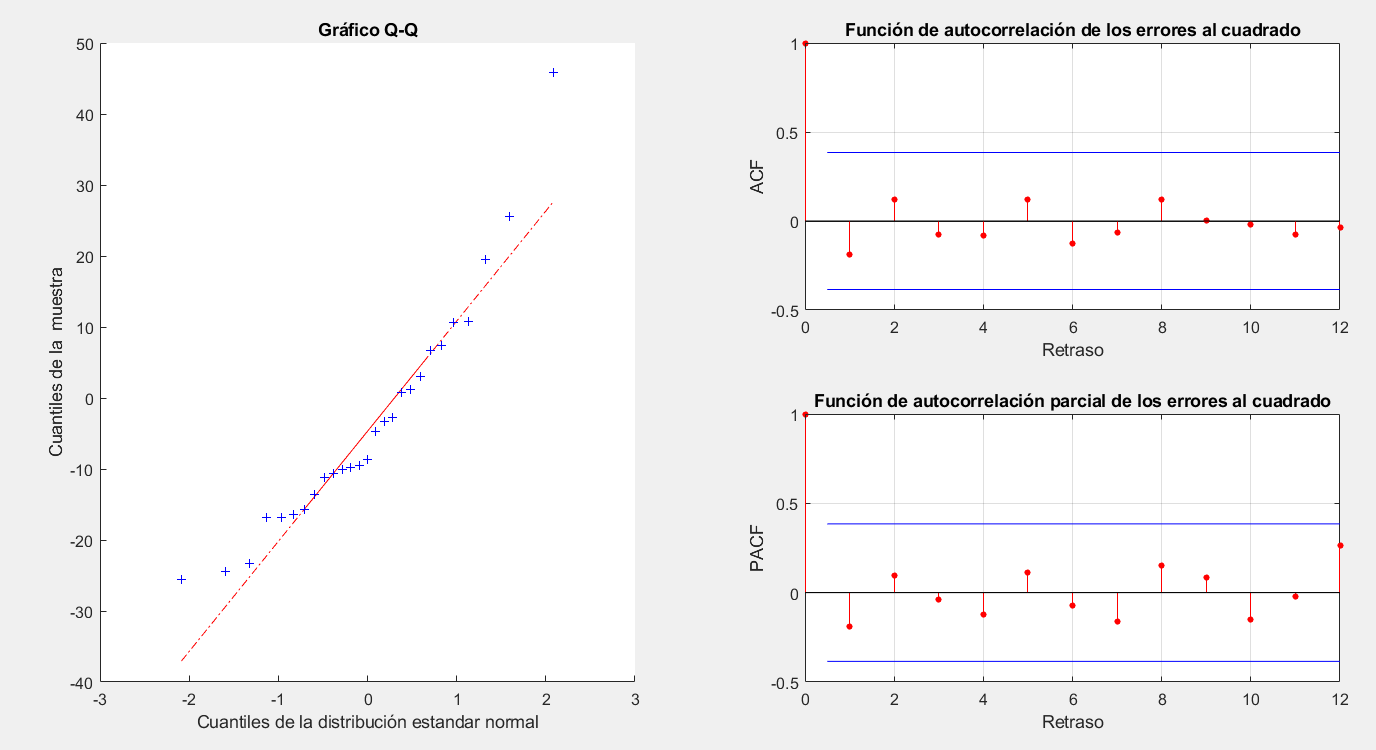 Gráfico Q-Q
50
40
30
20
10
0
-10
-20
-30
-40
-3 -2 -1 0 1 2 3
Cuantiles de la distribución estandar normal
Cuantiles de la muestra
Función de autocorrelación de los errores al cuadrado
1
0.5
0
-0.5
0 2 4 6 8 10 12
Retraso
ACF
Función de autocorrelación parcial de los errores al cuadrado
1
0.5
0
-0.5
0 2 4 6 8 10 12
Retraso
PACF